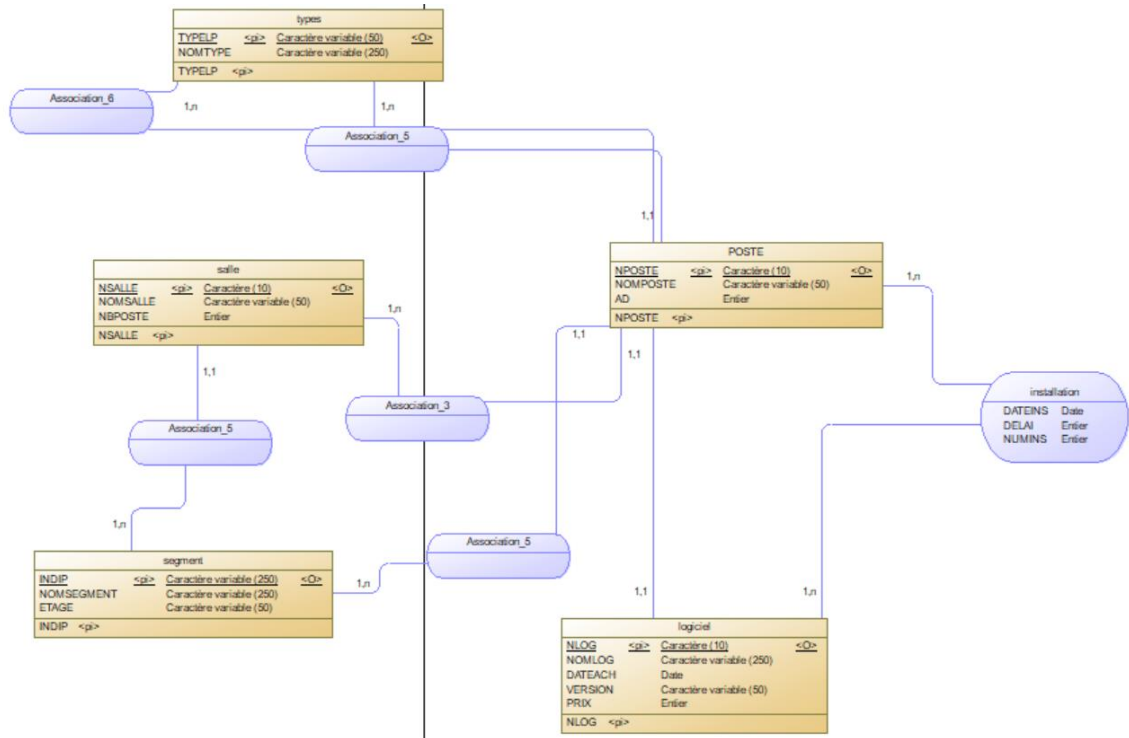 types
TYPELP <pi> Caractère variable (50) <O>
NOMTYPE Caractère variable (250)
TYPELP <pi>
Association_6
1,n
1,n
Association_5
1,1
POSTE
NPOSTE <pi> Caractère (10) <O>
NOMPOSTE Caractère variable (50)
AD Entier
NPOSTE <pi>
1,n
salle
NSALLE <pi> Caractère (10) <O>
NOMSALLE Caractère variable (50)
NBPOSTE Entier
NSALLE <pi>
1,n
1,1
1,1
1,1
Association_3
installation
DATEINS Date
DELAI Entier
NUMINS Entier
Association_5
1,n
Association_5
segment
INDIP <pi> Caractère variable (250) <O>
NOMSEGMENT Caractère variable (250)
ETAGE Caractère variable (50)
INDIP <pi>
1,n
1,1
1,n
logiciel
NLOG <pi> Caractère (10) <O>
NOMLOG Caractère variable (250)
DATEACH Date
VERSION Caractère variable (50)
PRIX Entier
NLOG <pi>